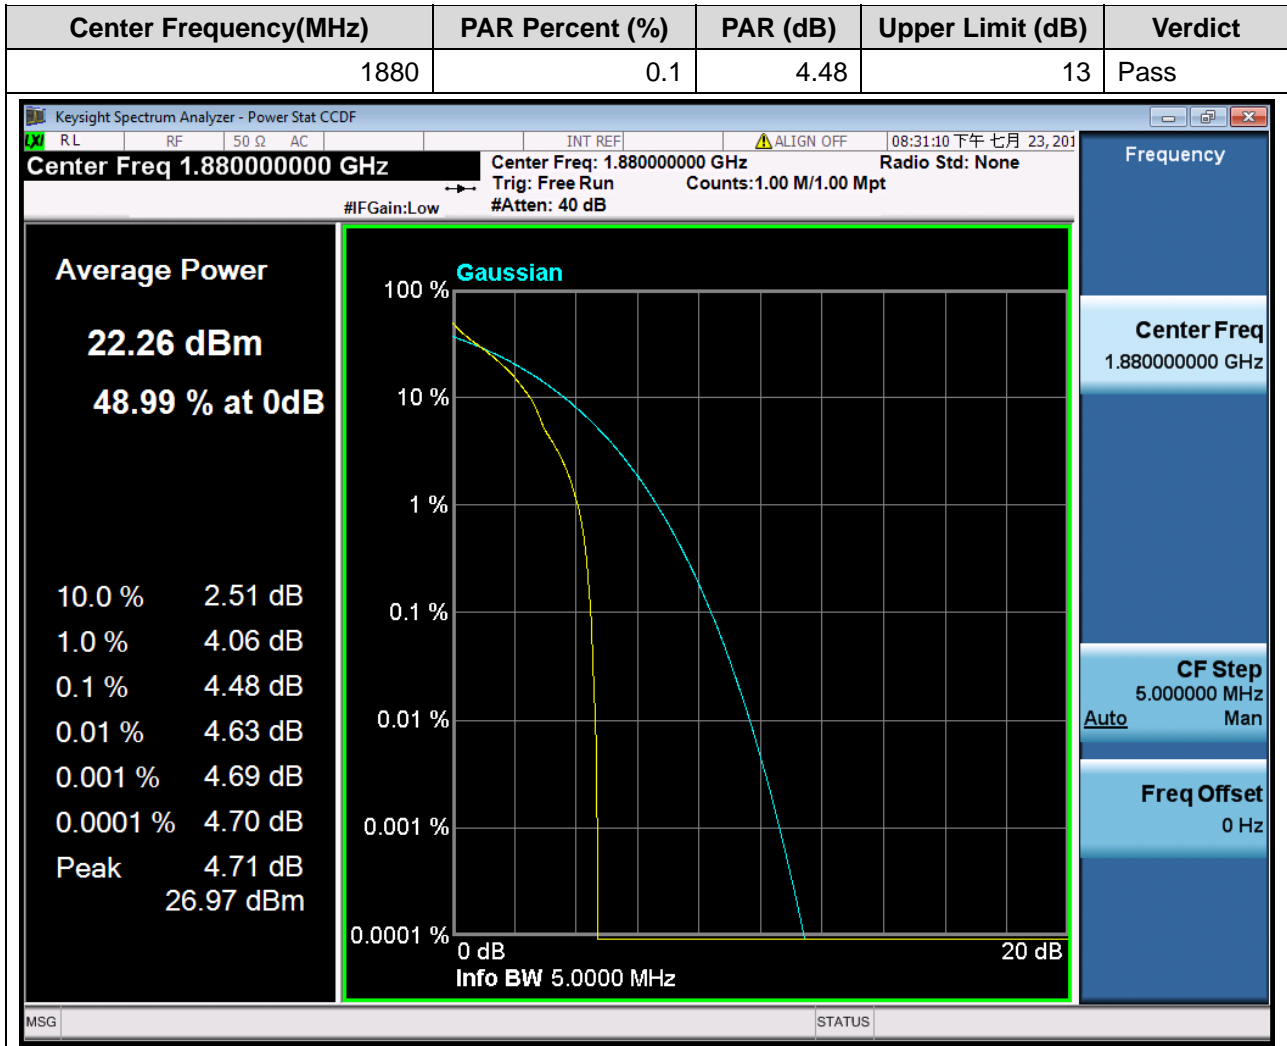 Center Frequency(MHz) PAR Percent (%) PAR (dB) Upper Limit (dB) Verdict
1880 0.1 4.48 13 Pass
Keysight Spectrum Analyzer - Power Stat CCDF
LXI RL RF 50 Ω AC INT REF ALIGN OFF 08:31:10 下午 七月 23, 201
Center Freq 1.880000000 GHz
Center Freq: 1.880000000 GHz Radio Std: None
Trig: Free Run Counts:1.00 M/1.00 Mpt
#IFGain:Low #Atten: 40 dB
Average Power
22.26 dBm
48.99 % at 0dB
10.0 % 2.51 dB
1.0 % 4.06 dB
0.1 % 4.48 dB
0.01 % 4.63 dB
0.001 % 4.69 dB
0.0001 % 4.70 dB
Peak 4.71 dB
26.97 dBm
Gaussian
100 %
10 %
1 %
0.1 %
0.01 %
0.001 %
0.0001 %
0 dB 20 dB
Info BW 5.0000 MHz
Frequency
Center Freq
1.880000000 GHz
CF Step
5.000000 MHz
Auto Man
Freq Offset
0 Hz
MSG STATUS